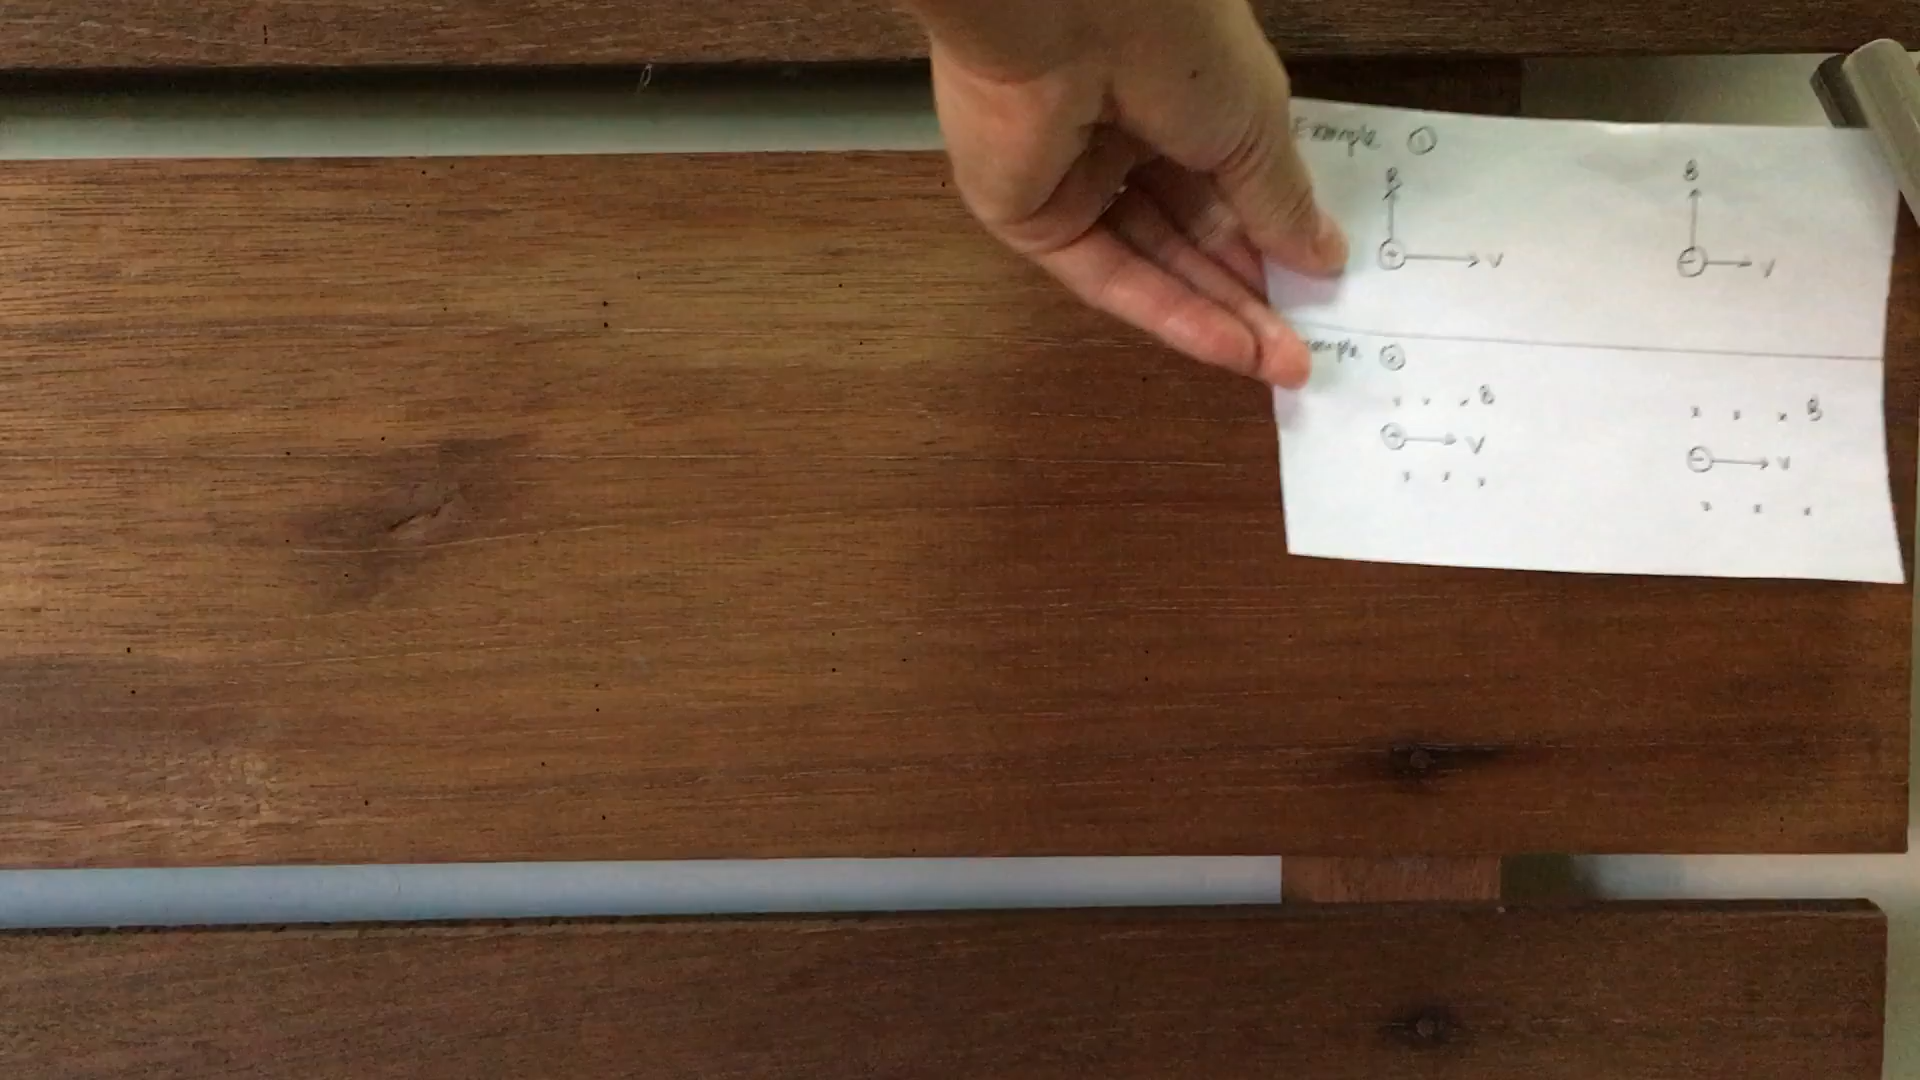 Example ①
B B
+ V − V
Example ②
x x x B x x x B
+ V − V
x x x x x x